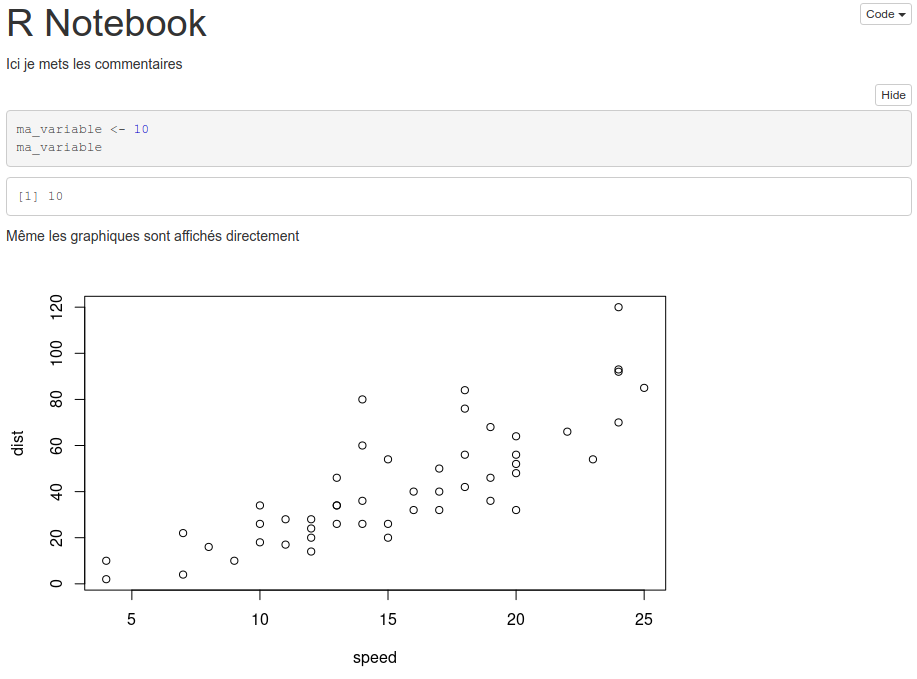 R Notebook
Code
Ici je mets les commentaires
Hide
ma_variable <- 10
ma_variable
[1] 10
Même les graphiques sont affichés directement
120
100
80
60
40
20
0
dist
5 10 15 20 25
speed